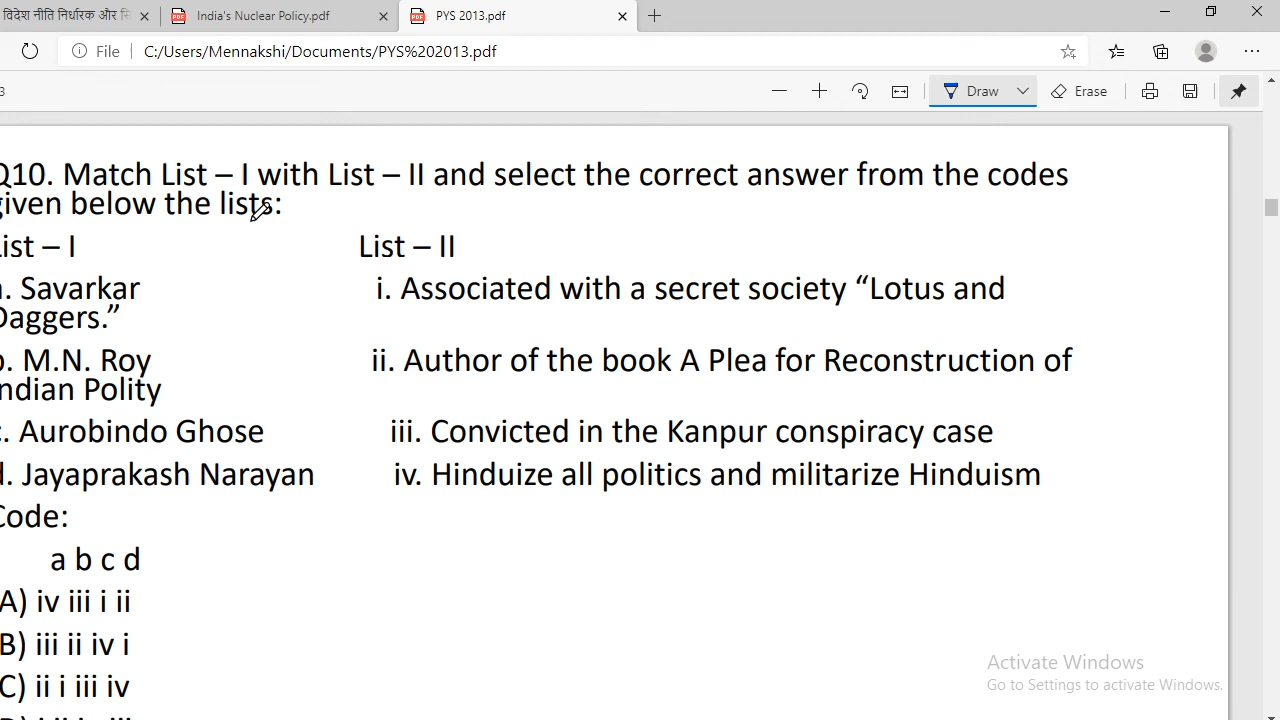 विदेश नीति निर्धारक और
India's Nuclear Policy.pdf
PYS 2013.pdf
File
C:/Users/Mennakshi/Documents/PYS%202013.pdf
3
Draw
Erase
Q10. Match List – I with List – II and select the correct answer from the codes
given below the lists:
List – I List – II
a. Savarkar i. Associated with a secret society “Lotus and
Daggers.”
b. M.N. Roy ii. Author of the book A Plea for Reconstruction of
Indian Polity
c. Aurobindo Ghose iii. Convicted in the Kanpur conspiracy case
d. Jayaprakash Narayan iv. Hinduize all politics and militarize Hinduism
Code:
a b c d
A) iv iii i ii
B) iii ii iv i
C) ii i iii iv
Activate Windows
Go to Settings to activate Windows.